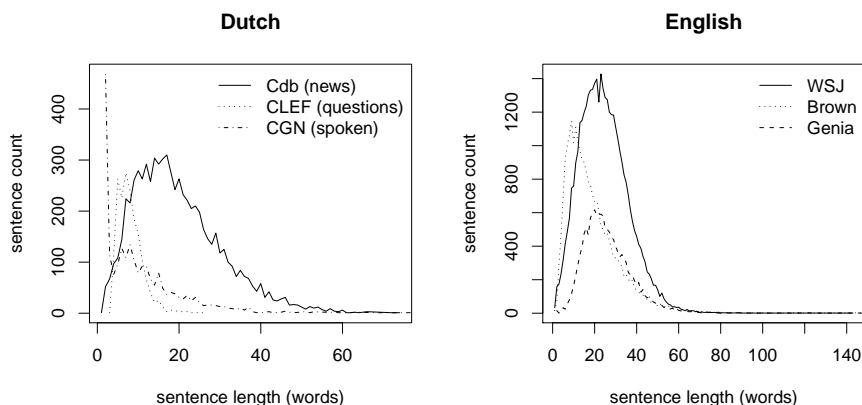 Dutch
sentence count
400
300
200
100
0
Cdb (news)
CLEF (questions)
CGN (spoken)
0 20 40 60
sentence length (words)
English
sentence count
1200
800
400
0
WSJ
Brown
Genia
0 20 40 60 80 100 140
sentence length (words)